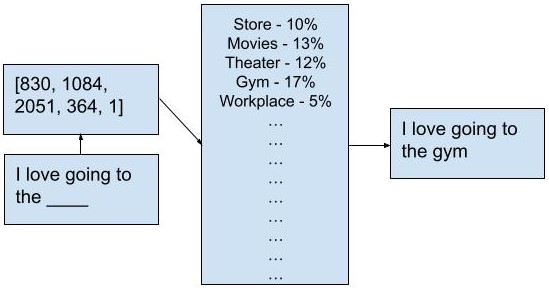 [830, 1084,
2051, 364, 1]
I love going to
the ____
Store - 10%
Movies - 13%
Theater - 12%
Gym - 17%
Workplace - 5%
...
...
...
...
...
...
...
...
...
I love going to
the gym